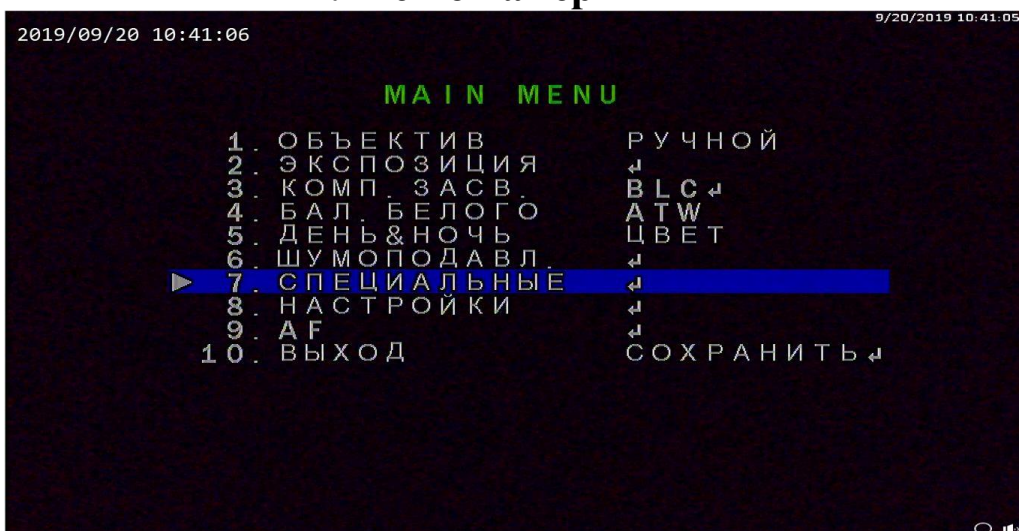 9/20/2019 10:41:05
2019/09/20 10:41:06
MAIN MENU
1. ОБЪЕКТИВ РУЧНОЙ
2. ЭКСПОЗИЦИЯ ↲
3. КОМП. ЗАСВ. BLC↲
4. БАЛ. БЕЛОГО ATW
5. ДЕНЬ&НОЧЬ ЦВЕТ
6. ШУМОПОДАВЛ. ↲
7. СПЕЦИАЛЬНЫЕ ↲
8. НАСТРОЙКИ ↲
9. AF ↲
10. ВЫХОД СОХРАНИТЬ↲